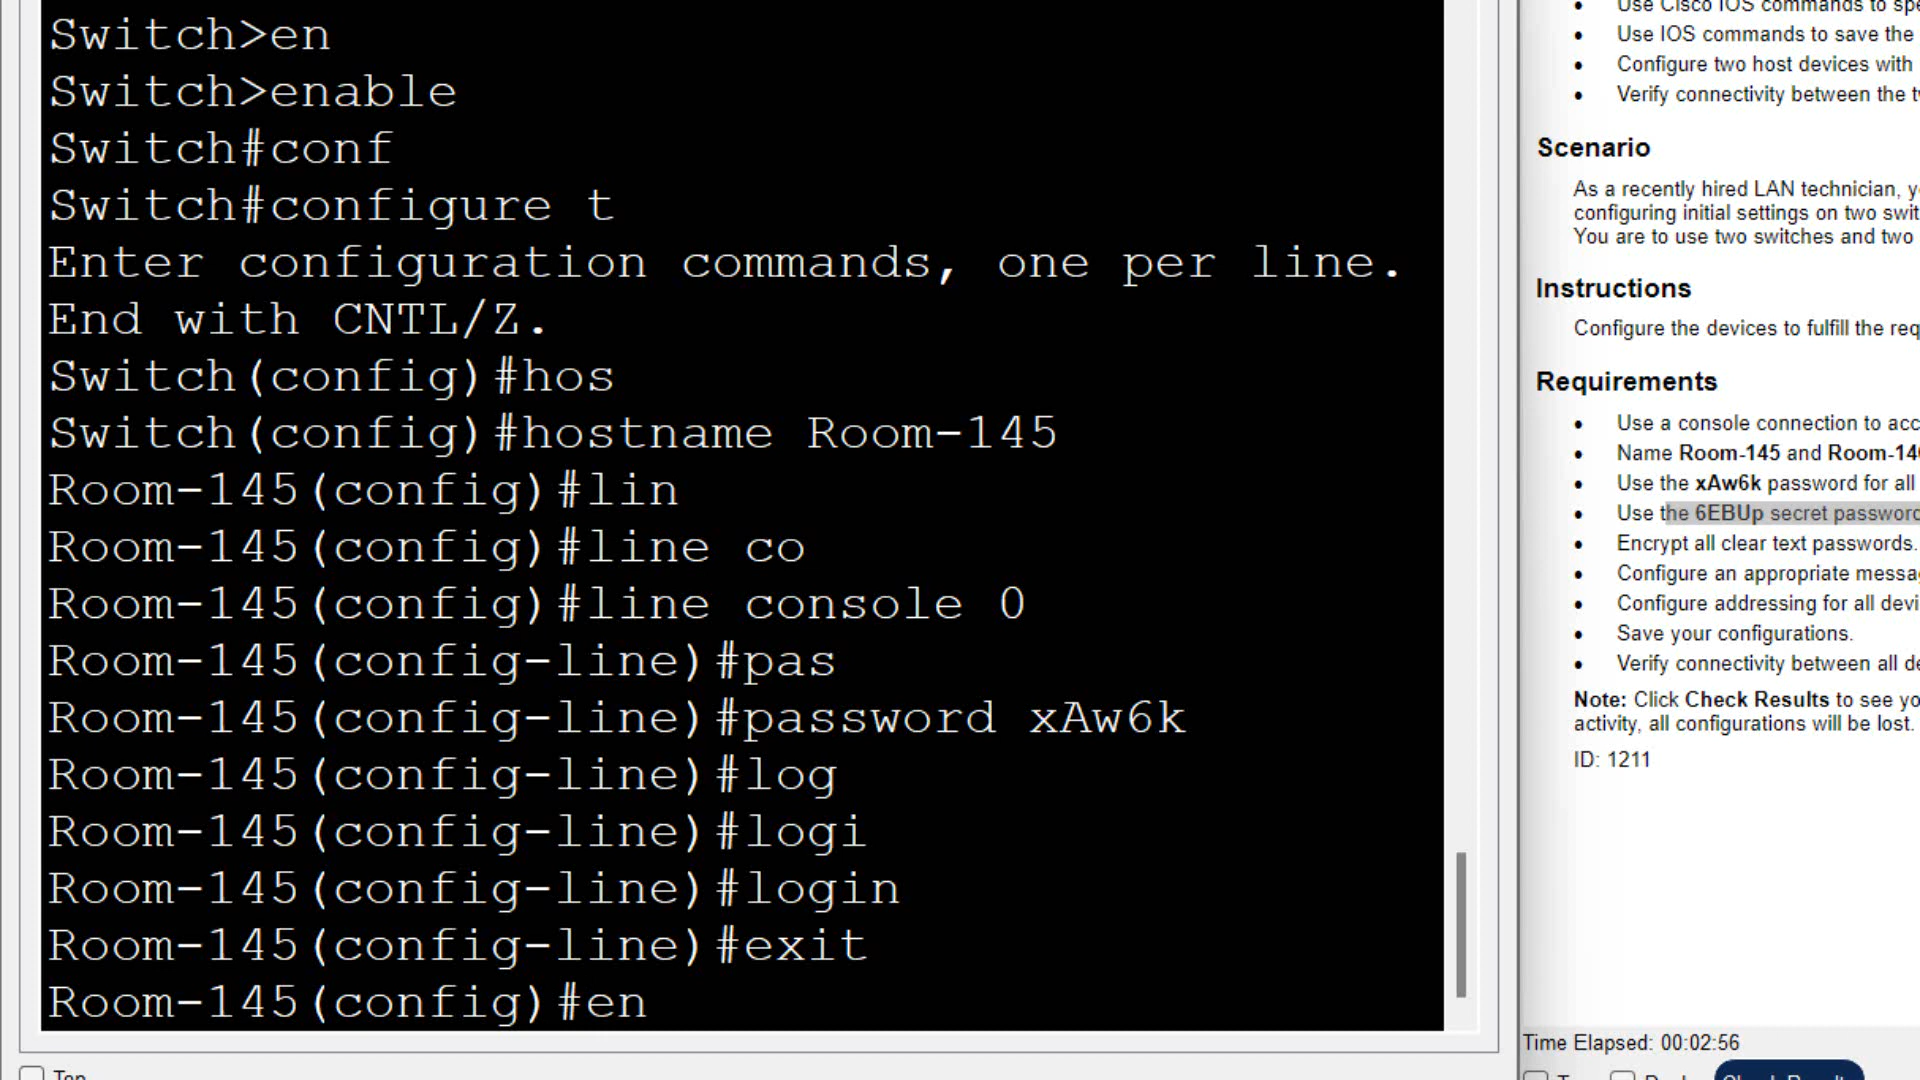 Switch>en
Switch>enable
Switch#conf
Switch#configure t
Enter configuration commands, one per line.
End with CNTL/Z.
Switch(config)#hos
Switch(config)#hostname Room-145
Room-145(config)#lin
Room-145(config)#line co
Room-145(config)#line console 0
Room-145(config-line)#pas
Room-145(config-line)#password xAw6k
Room-145(config-line)#log
Room-145(config-line)#logi
Room-145(config-line)#login
Room-145(config-line)#exit
Room-145(config)#en
Top
• Use Cisco IOS commands to
• Use IOS commands to save the
• Configure two host devices with
• Verify connectivity between the
Scenario
As a recently hired LAN technician,
configuring initial settings on two
You are to use two switches and two
Instructions
Configure the devices to fulfill the
Requirements
• Use a console connection to
• Name Room-145 and
• Use the xAw6k password for all
• Use the 6EBUp secret password
• Encrypt all clear text passwords.
• Configure an appropriate
• Configure addressing for all
• Save your configurations.
• Verify connectivity between all
Note: Click Check Results to see
activity, all configurations will be lost.
ID: 1211
Time Elapsed: 00:02:56
Check